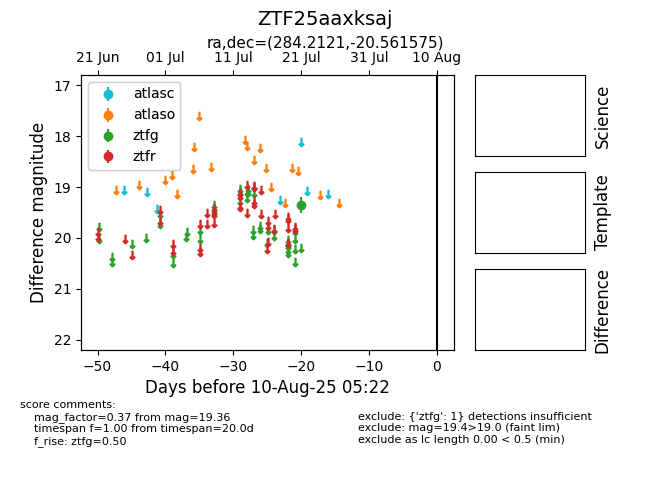 ZTF25aaxksaj
ra,dec=(284.2121,-20.561575)
21 Jun 01 Jul 11 Jul 21 Jul 31 Jul 10 Aug
atlasc
atlaso
ztfg
ztfr
17
18
19
20
21
22
Difference magnitude
−50 −40 −30 −20 −10 0
Days before 10-Aug-25 05:22
Science
Template
Difference
score comments:
mag_factor=0.37 from mag=19.36
timespan f=1.00 from timespan=20.0d
f_rise: ztfg=0.50
exclude: {'ztfg': 1} detections insufficient
exclude: mag=19.4>19.0 (faint lim)
exclude as lc length 0.00 < 0.5 (min)